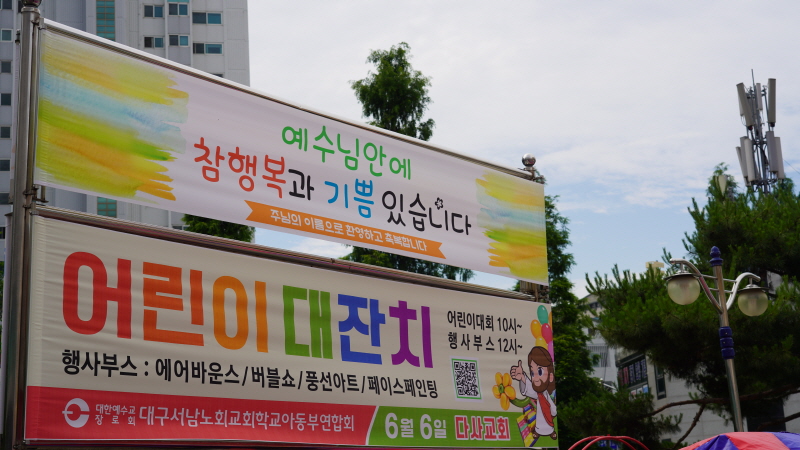 예수님안에
참행복과 기쁨 있습니다
주님의 이름으로 환영하고 축복합니다
어린이 대잔치
어린이대회 10시~
행사부스 12시~
행사부스 : 에어바운스/버블쇼/풍선아트/페이스페인팅
대한예수교
장로회
대구서남노회교회학교아동부연합회
6월 6일 다사교회